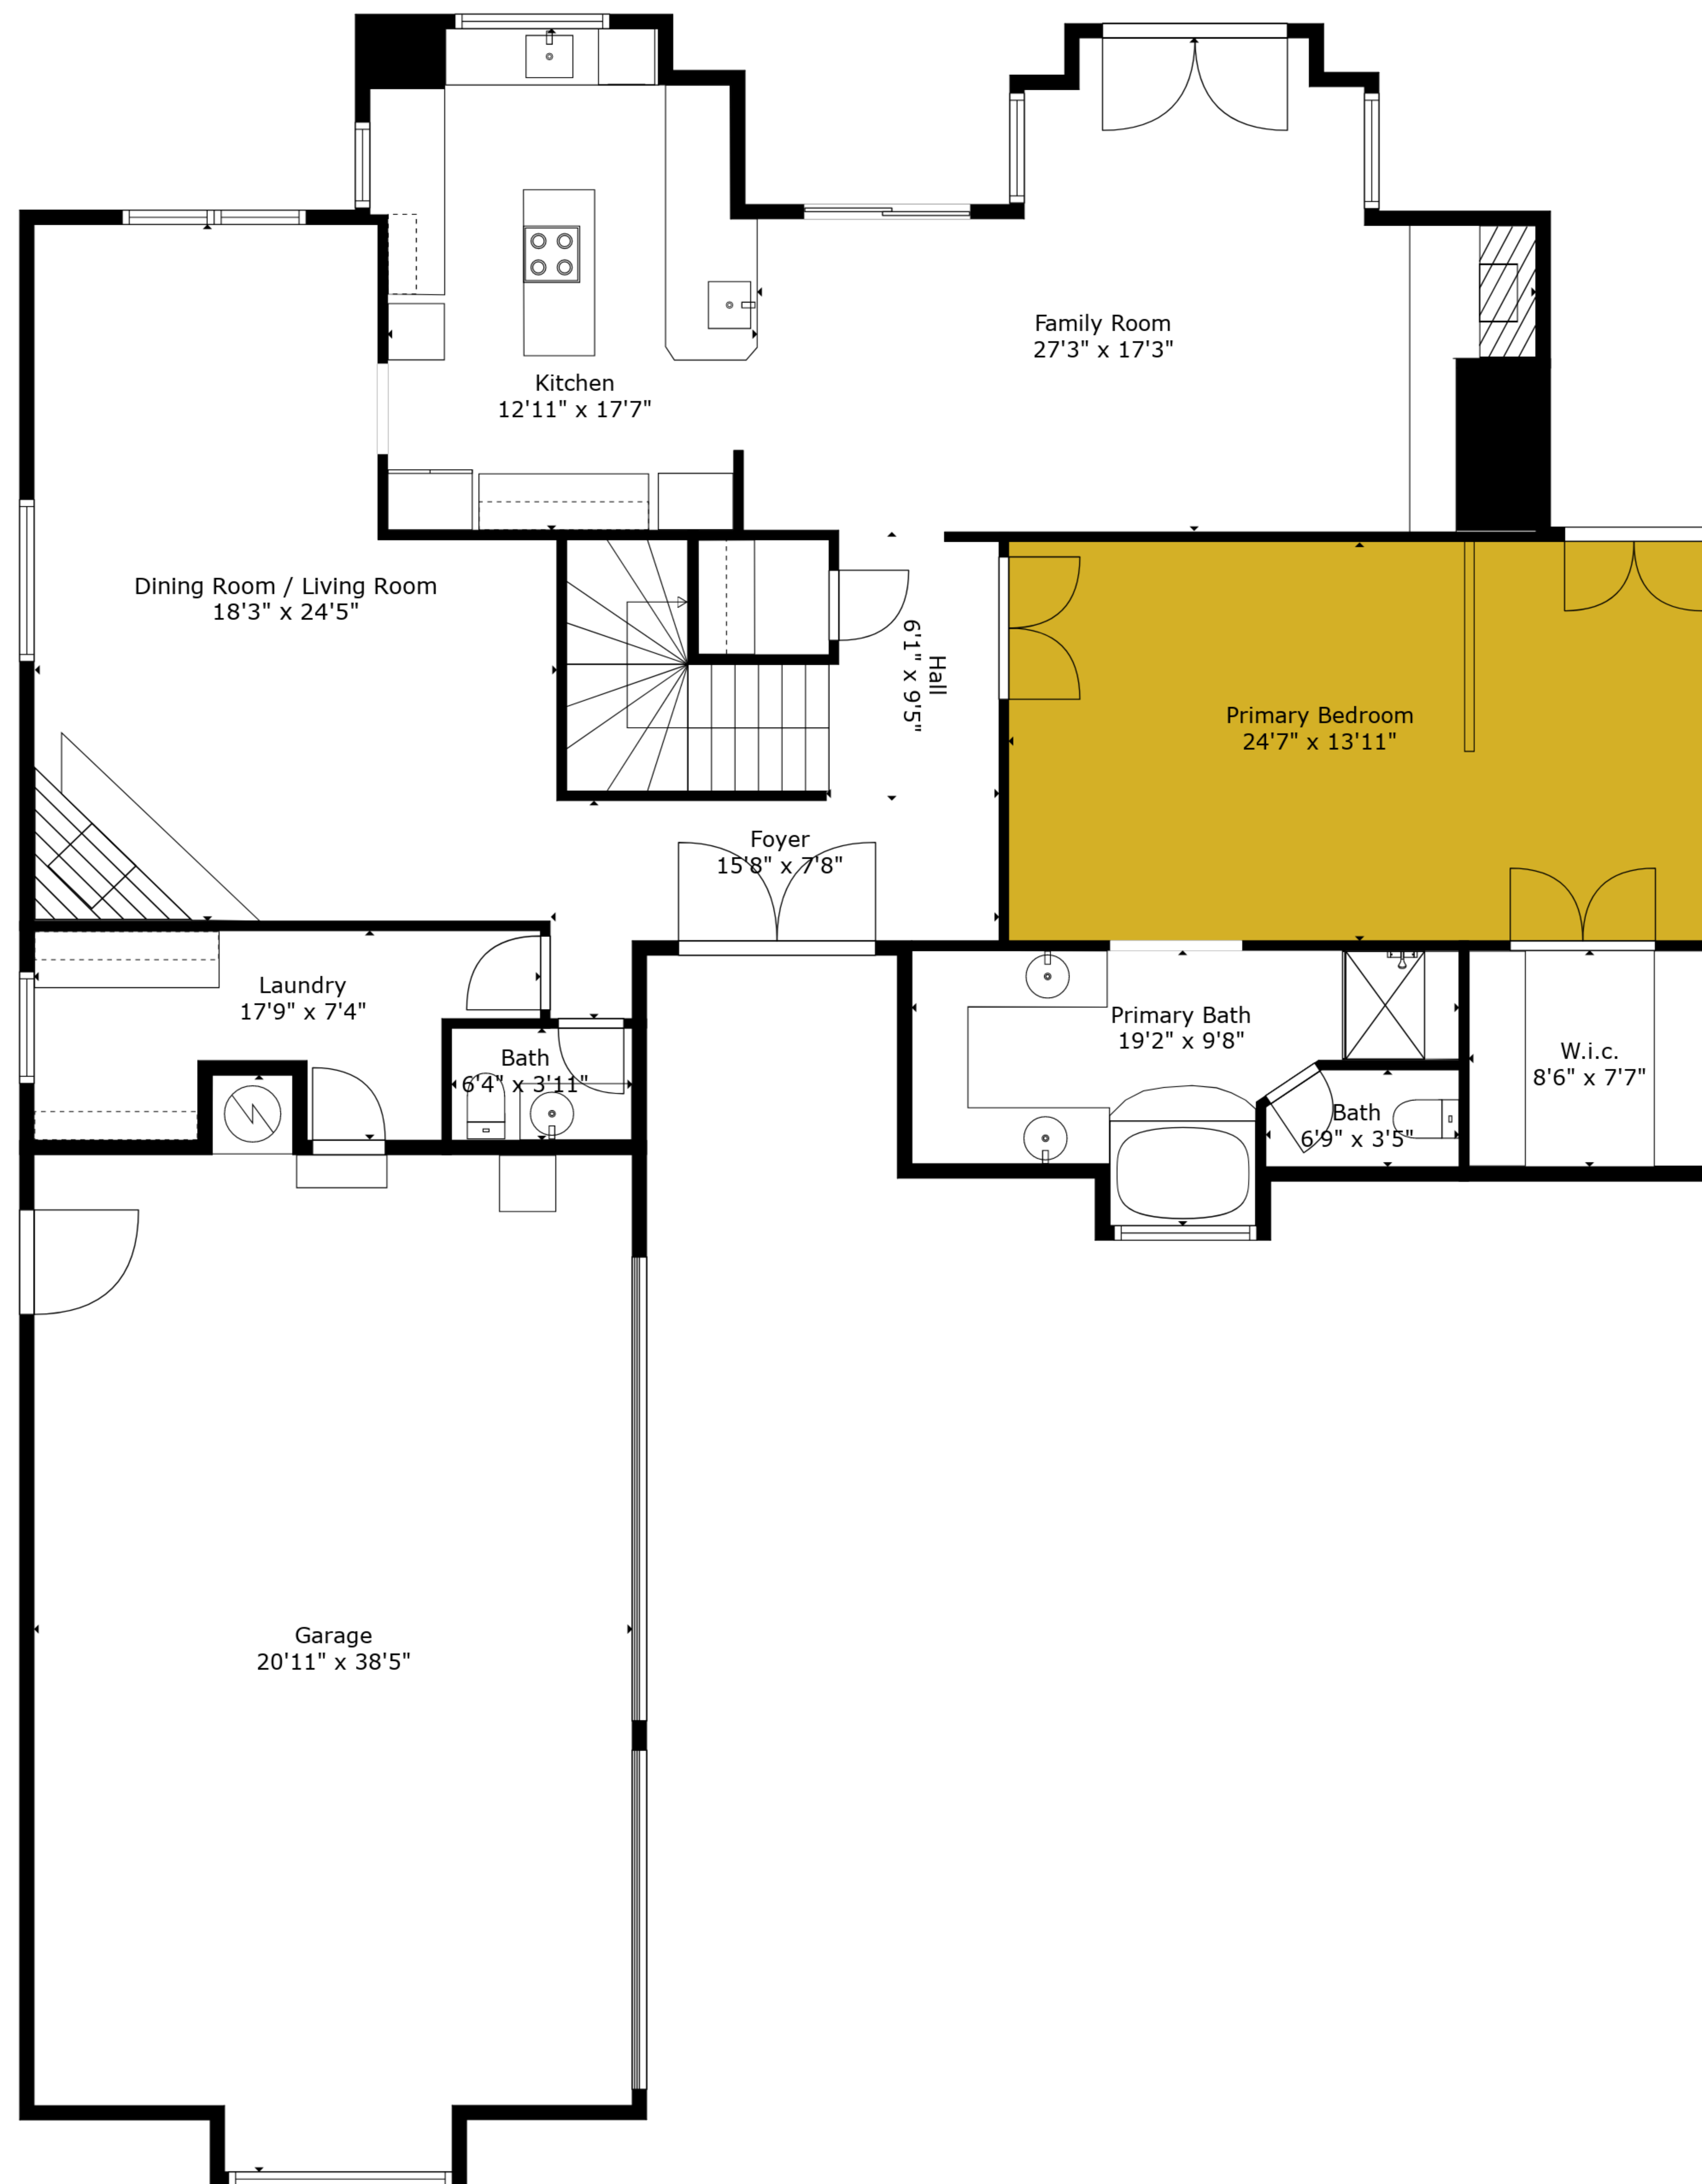 Family Room
27'3" x 17'3"
Kitchen
12'11" x 17'7"
Dining Room / Living Room
18'3" x 24'5"
Hall
6'1" x 9'5"
Primary Bedroom
24'7" x 13'11"
Foyer
15'8" x 7'8"
Laundry
17'9" x 7'4"
Bath
6'4" x 3'11"
Primary Bath
19'2" x 9'8"
W.i.c.
8'6" x 7'7"
Bath
6'9" x 3'5"
Garage
20'11" x 38'5"